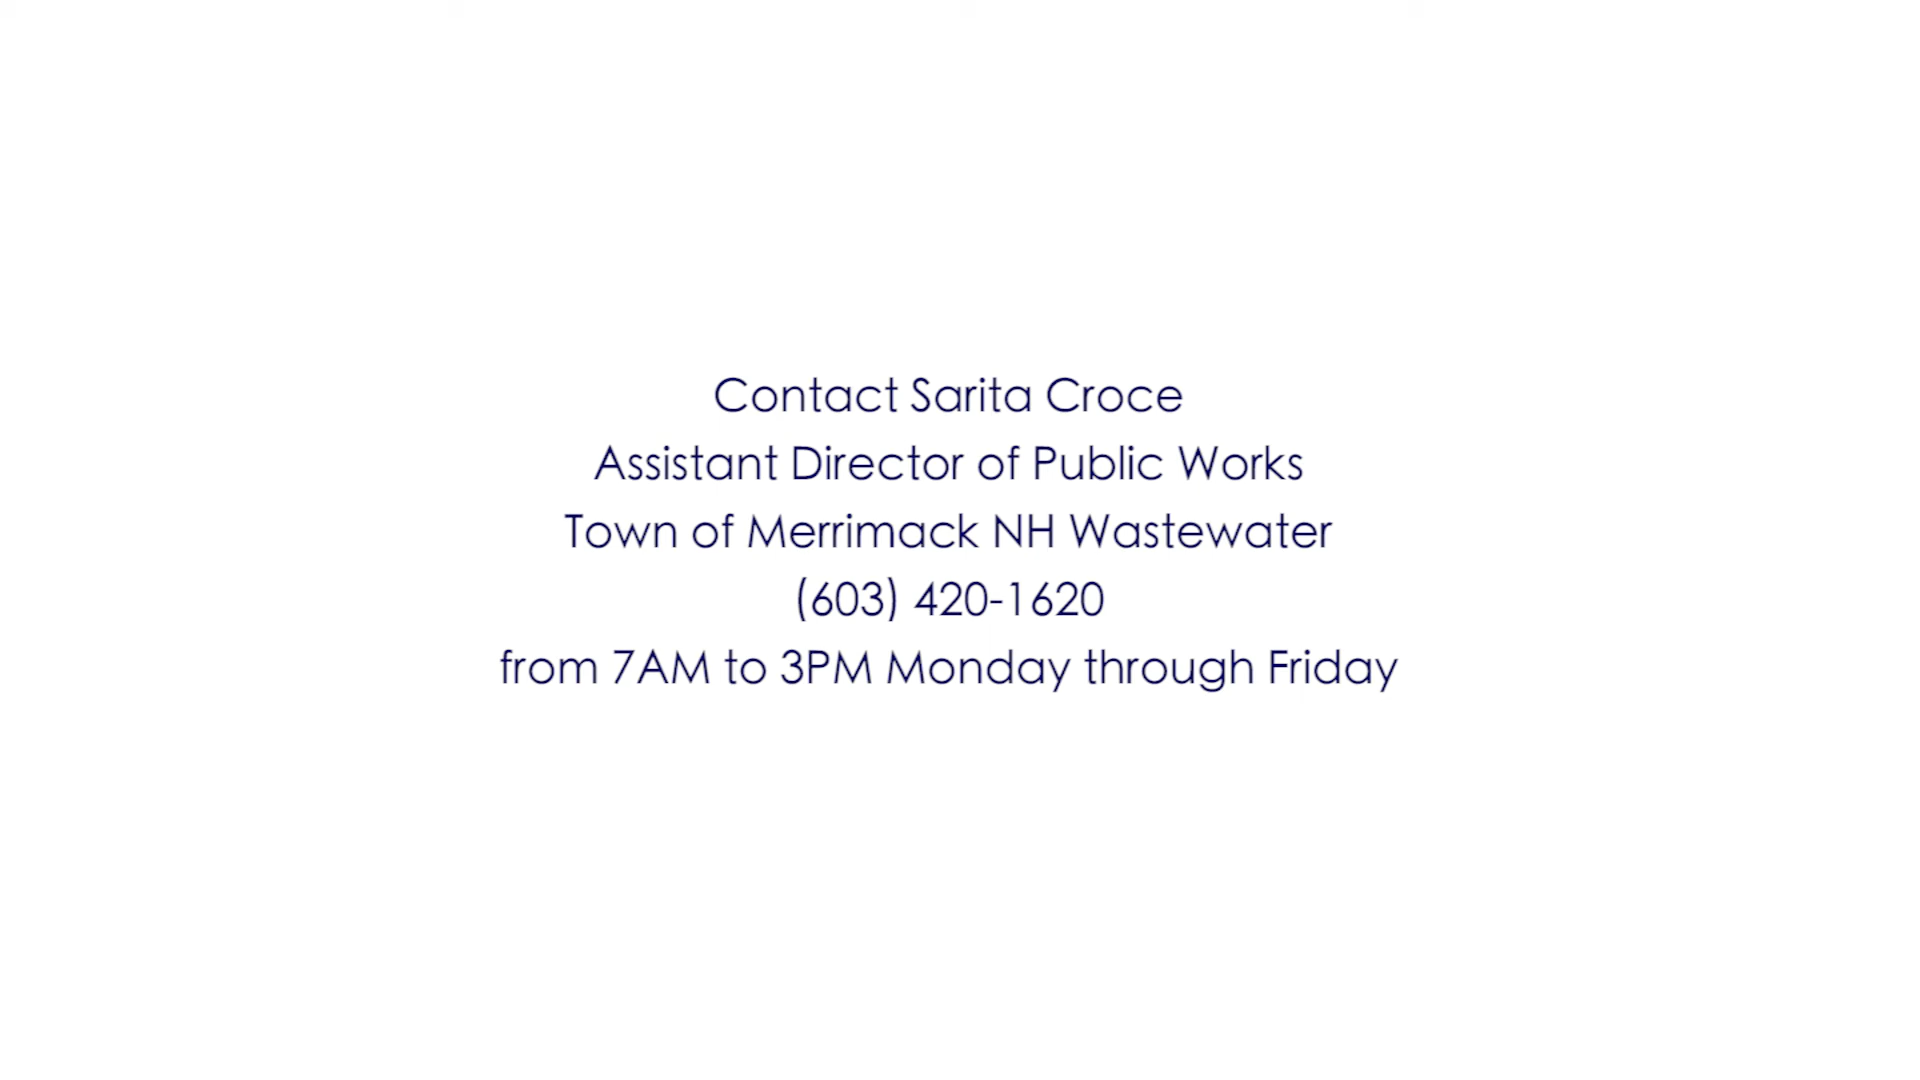 Contact Sarita Croce
Assistant Director of Public Works
Town of Merrimack NH Wastewater
(603) 420-1620
from 7AM to 3PM Monday through Friday